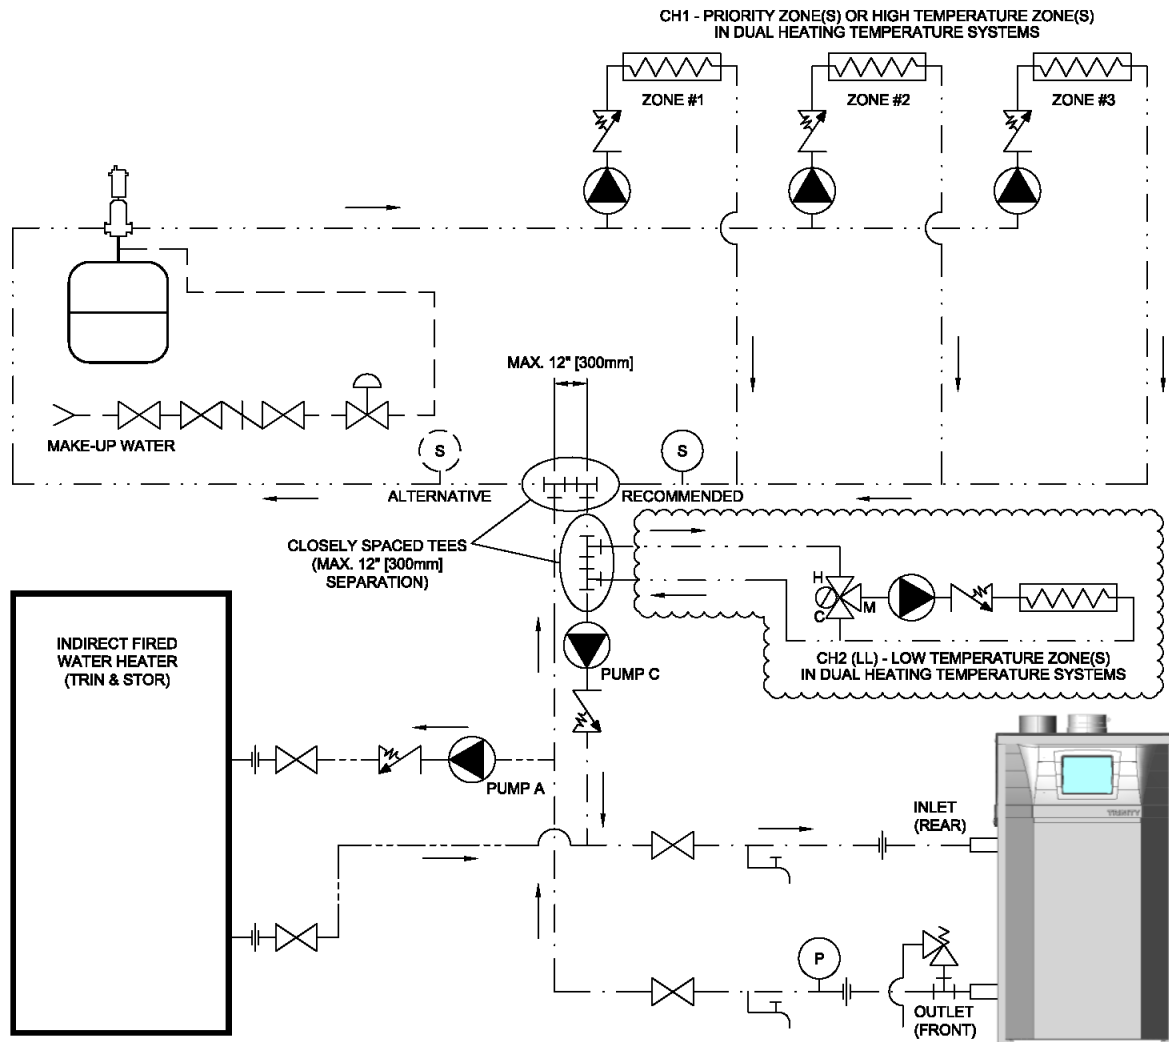 CH1 - PRIORITY ZONE(S) OR HIGH TEMPERATURE ZONE(S)
IN DUAL HEATING TEMPERATURE SYSTEMS
ZONE #1
ZONE #2
ZONE #3
MAX. 12" [300mm]
MAKE-UP WATER
S
S
ALTERNATIVE
RECOMMENDED
CLOSELY SPACED TEES
(MAX. 12" [300mm]
SEPARATION)
H
M
C
CH2 (LL) - LOW TEMPERATURE ZONE(S)
IN DUAL HEATING TEMPERATURE SYSTEMS
INDIRECT FIRED
WATER HEATER
(TRIN & STOR)
PUMP C
PUMP A
INLET
(REAR)
TRINITY
P
OUTLET
(FRONT)